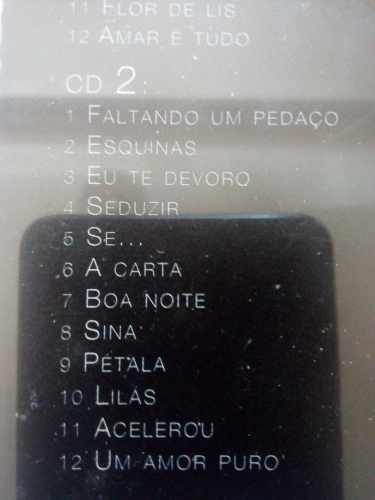 11 FLOR DE LIS
12 AMAR E TUDO
CD 2:
1 FALTANDO UM PEDAÇO
2 ESQUINAS
3 EU TE DEVORO
4 SEDUZIR
5 SE...
6 A CARTA
7 BOA NOITE
8 SINA
9 PÉTALA
10 LILÁS
11 ACELEROU
12 UM AMOR PURO